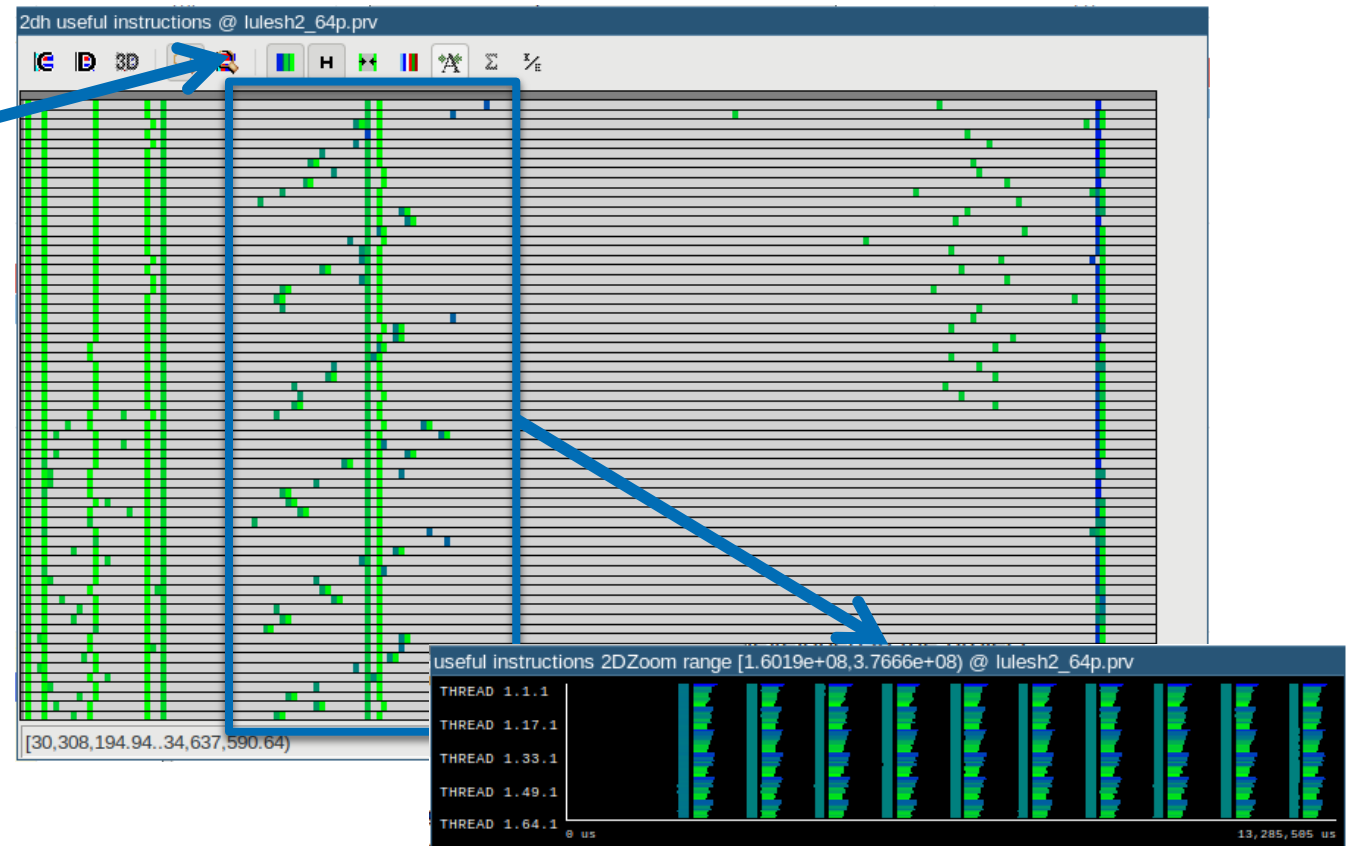 2dh useful instructions @ lulesh2_64p.prv
3D H Σ
[30,308,194.94..34,637,590.64)
useful instructions 2DZoom range [1.6019e+08,3.7666e+08) @ lulesh2_64p.prv
THREAD 1.1.1
THREAD 1.17.1
THREAD 1.33.1
THREAD 1.49.1
THREAD 1.64.1
0 us 13,285,505 us